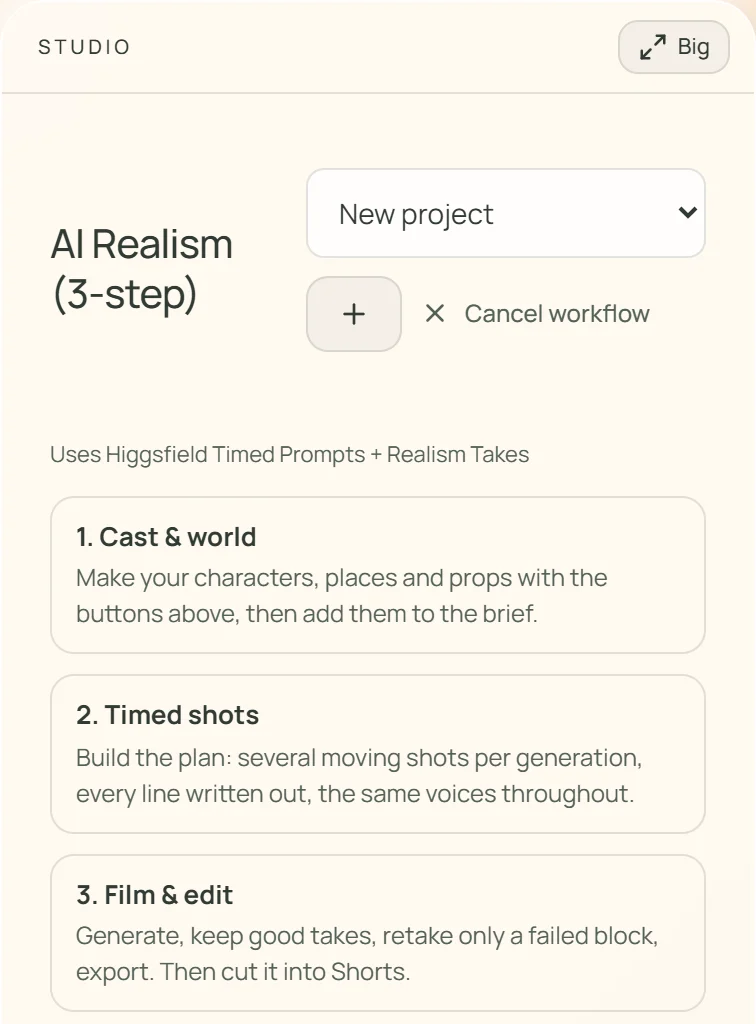 STUDIO
Big
AI Realism
(3-step)
New project
+
Cancel workflow
Uses Higgsfield Timed Prompts + Realism Takes
1. Cast & world
Make your characters, places and props with the
buttons above, then add them to the brief.
2. Timed shots
Build the plan: several moving shots per generation,
every line written out, the same voices throughout.
3. Film & edit
Generate, keep good takes, retake only a failed block,
export. Then cut it into Shorts.